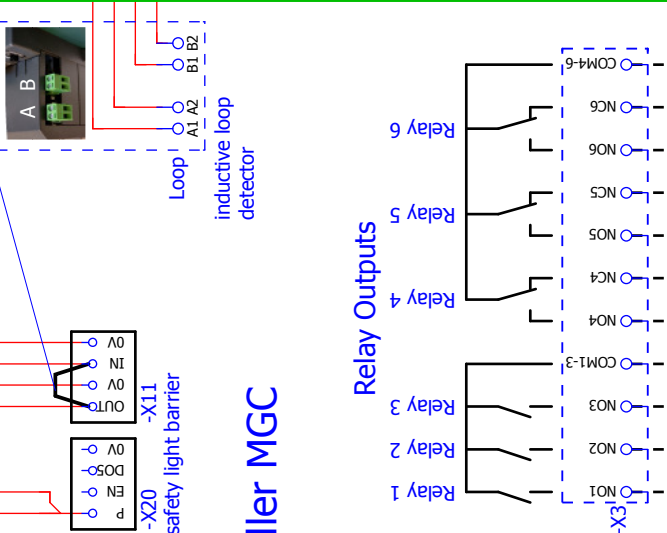 A B
B2
B1
A2
A1
Loop
inductive loop
detector
0V
IN
0V
OUT
-X11
safety light barrier
0V
DO5
EN
P
-X20
ller MGC
Relay Outputs
Relay 6
Relay 5
Relay 4
Relay 3
Relay 2
Relay 1
COM4-6
NC6
NO6
NC5
NO5
NC4
NO4
COM1-3
NO3
NO2
NO1
-X3